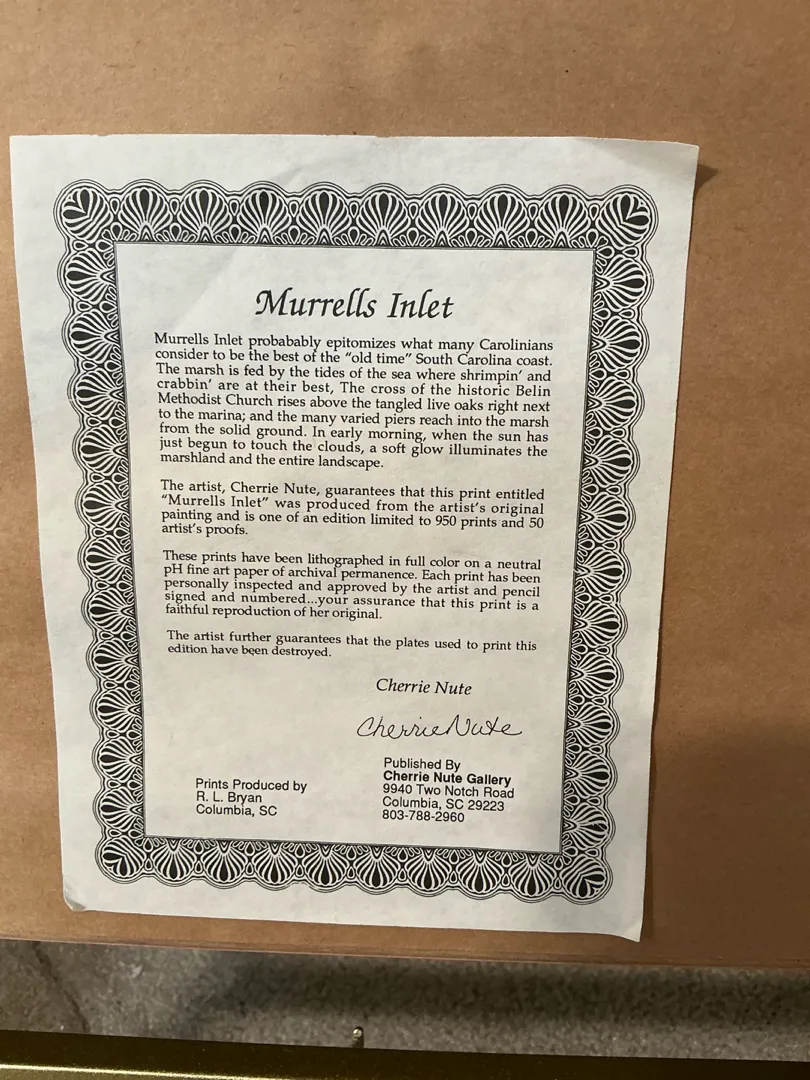 Murrells Inlet
Murrells Inlet probabably epitomizes what many Carolinians
consider to be the best of the "old time" South Carolina coast.
The marsh is fed by the tides of the sea where shrimpin' and
crabbin' are at their best, The cross of the historic Belin
Methodist Church rises above the tangled live oaks right next
to the marina; and the many varied piers reach into the marsh
from the solid ground. In early morning, when the sun has
just begun to touch the clouds, a soft glow illuminates the
marshland and the entire landscape.
The artist, Cherrie Nute, guarantees that this print entitled
"Murrells Inlet" was produced from the artist's original
painting and is one of an edition limited to 950 prints and 50
artist's proofs.
These prints have been lithographed in full color on a neutral
pH fine art paper of archival permanence. Each print has been
personally inspected and approved by the artist and pencil
signed and numbered...your assurance that this print is a
faithful reproduction of her original.
The artist further guarantees that the plates used to print this
edition have been destroyed.
Cherrie Nute
Cherrie Nute
Prints Produced by
R. L. Bryan
Columbia, SC
Published By
Cherrie Nute Gallery
9940 Two Notch Road
Columbia, SC 29223
803-788-2960